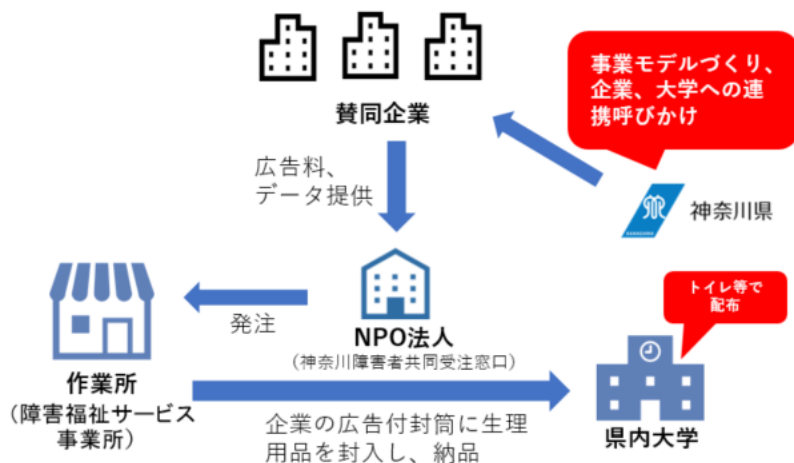 事業モデルづくり、
企業、大学への連
携呼びかけ
賛同企業
広告料、
データ提供
神奈川県
トイレ等で
配布
発注
NPO法人
（神奈川障害者共同受注窓口）
作業所
（障害福祉サービス
事業所）
企業の広告付封筒に生理
用品を封入し、納品
県内大学